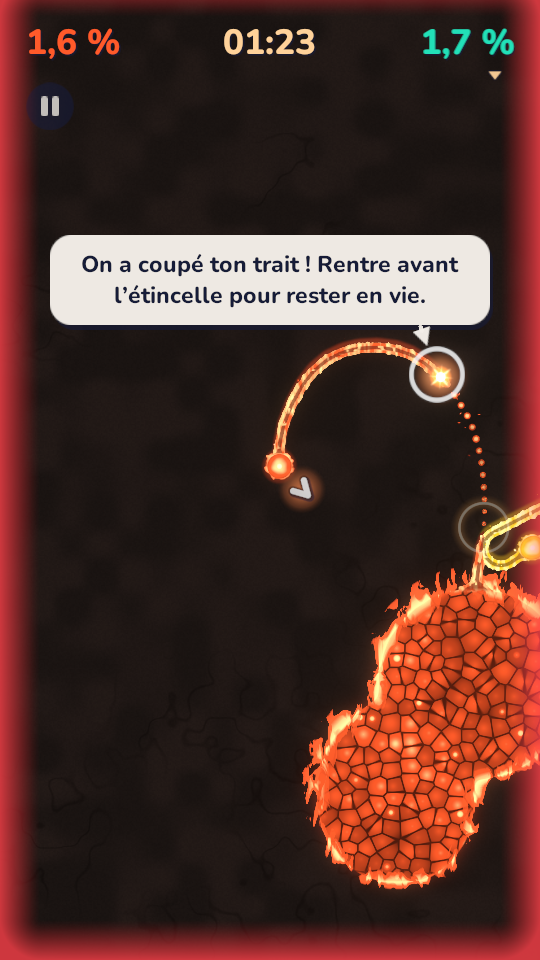 1,6 % 01:23 1,7 %
On a coupé ton trait ! Rentre avant
l’étincelle pour rester en vie.